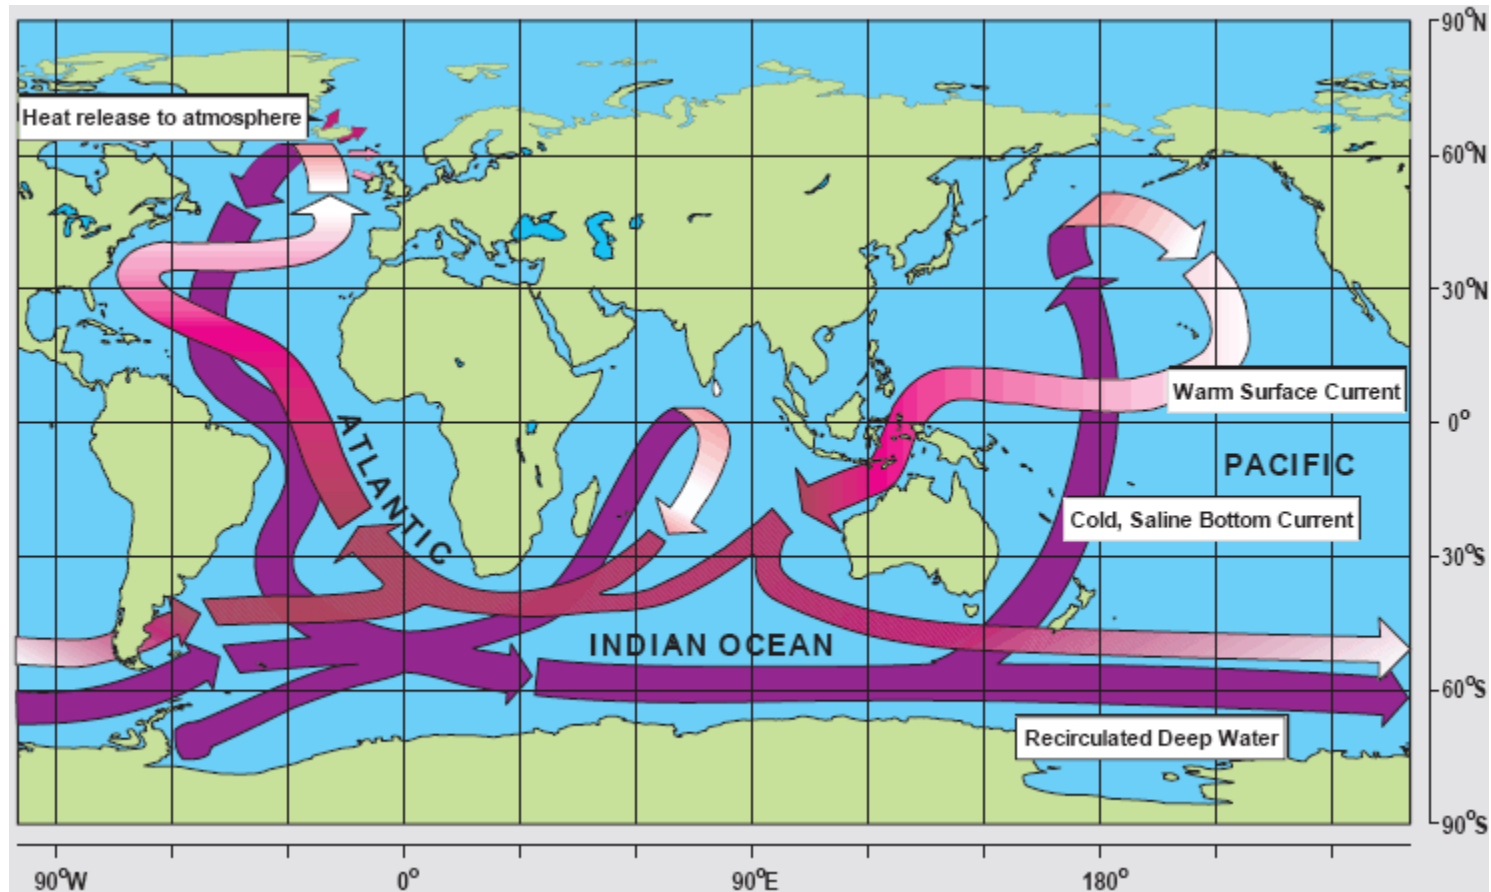 90°N
Heat release to atmosphere
60°N
30°N
Warm Surface Current
0°
ATLANTIC
PACIFIC
Cold, Saline Bottom Current
30°S
INDIAN OCEAN
60°S
Recirculated Deep Water
90°S
90°W 0° 90°E 180°